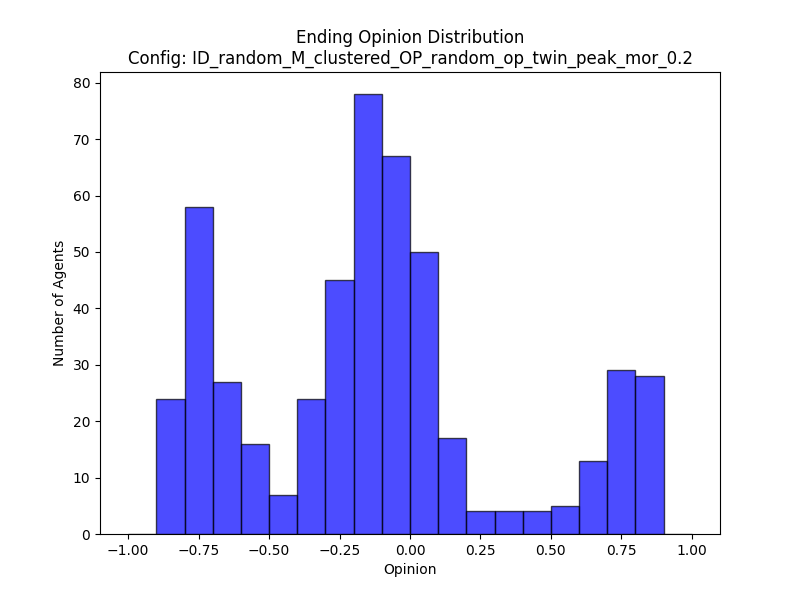 Ending Opinion Distribution
Config: ID_random_M_clustered_OP_random_op_twin_peak_mor_0.2
80
70
60
50
40
30
20
10
0
Number of Agents
−1.00 −0.75 −0.50 −0.25 0.00 0.25 0.50 0.75 1.00
Opinion